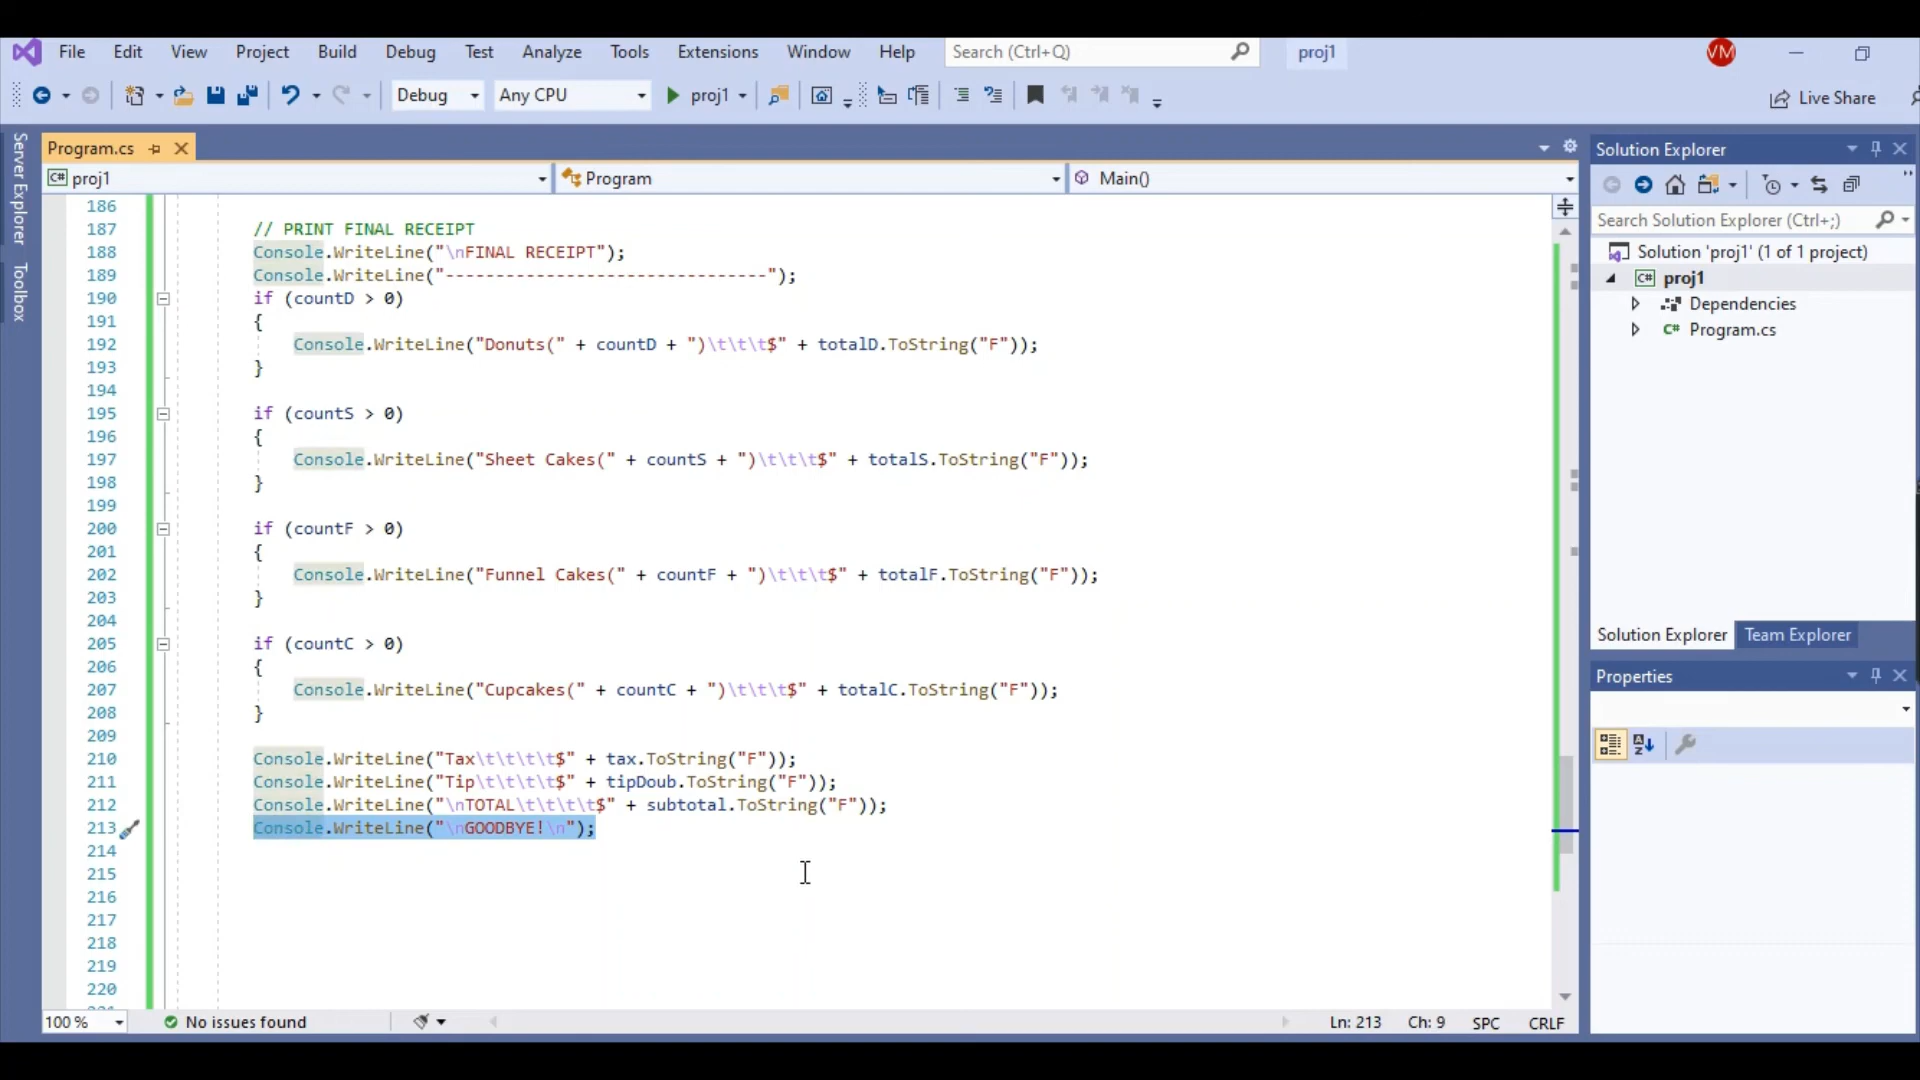 File Edit View Project Build Debug Test Analyze Tools Extensions Window Help Search (Ctrl+Q) proj1 VM
Debug Any CPU proj1 Live Share
Server Explorer
Toolbox
Program.cs
proj1 Program Main()
186
187 // PRINT FINAL RECEIPT
188 Console.WriteLine("\nFINAL RECEIPT");
189 Console.WriteLine("--------------------------------");
190 if (countD > 0)
191 {
192 Console.WriteLine("Donuts(" + countD + ")\t\t\t$" + totalD.ToString("F"));
193 }
194
195 if (countS > 0)
196 {
197 Console.WriteLine("Sheet Cakes(" + countS + ")\t\t\t$" + totalS.ToString("F"));
198 }
199
200 if (countF > 0)
201 {
202 Console.WriteLine("Funnel Cakes(" + countF + ")\t\t\t$" + totalF.ToString("F"));
203 }
204
205 if (countC > 0)
206 {
207 Console.WriteLine("Cupcakes(" + countC + ")\t\t\t$" + totalC.ToString("F"));
208 }
209
210 Console.WriteLine("Tax\t\t\t\t$" + tax.ToString("F"));
211 Console.WriteLine("Tip\t\t\t\t$" + tipDoub.ToString("F"));
212 Console.WriteLine("\nTOTAL\t\t\t\t$" + subtotal.ToString("F"));
213 Console.WriteLine("\nGOODBYE!\n");
214
215
216
217
218
219
220
100 % No issues found Ln: 213 Ch: 9 SPC CRLF
Solution Explorer
Search Solution Explorer (Ctrl+;)
Solution 'proj1' (1 of 1 project)
C# proj1
Dependencies
C# Program.cs
Solution Explorer Team Explorer
Properties